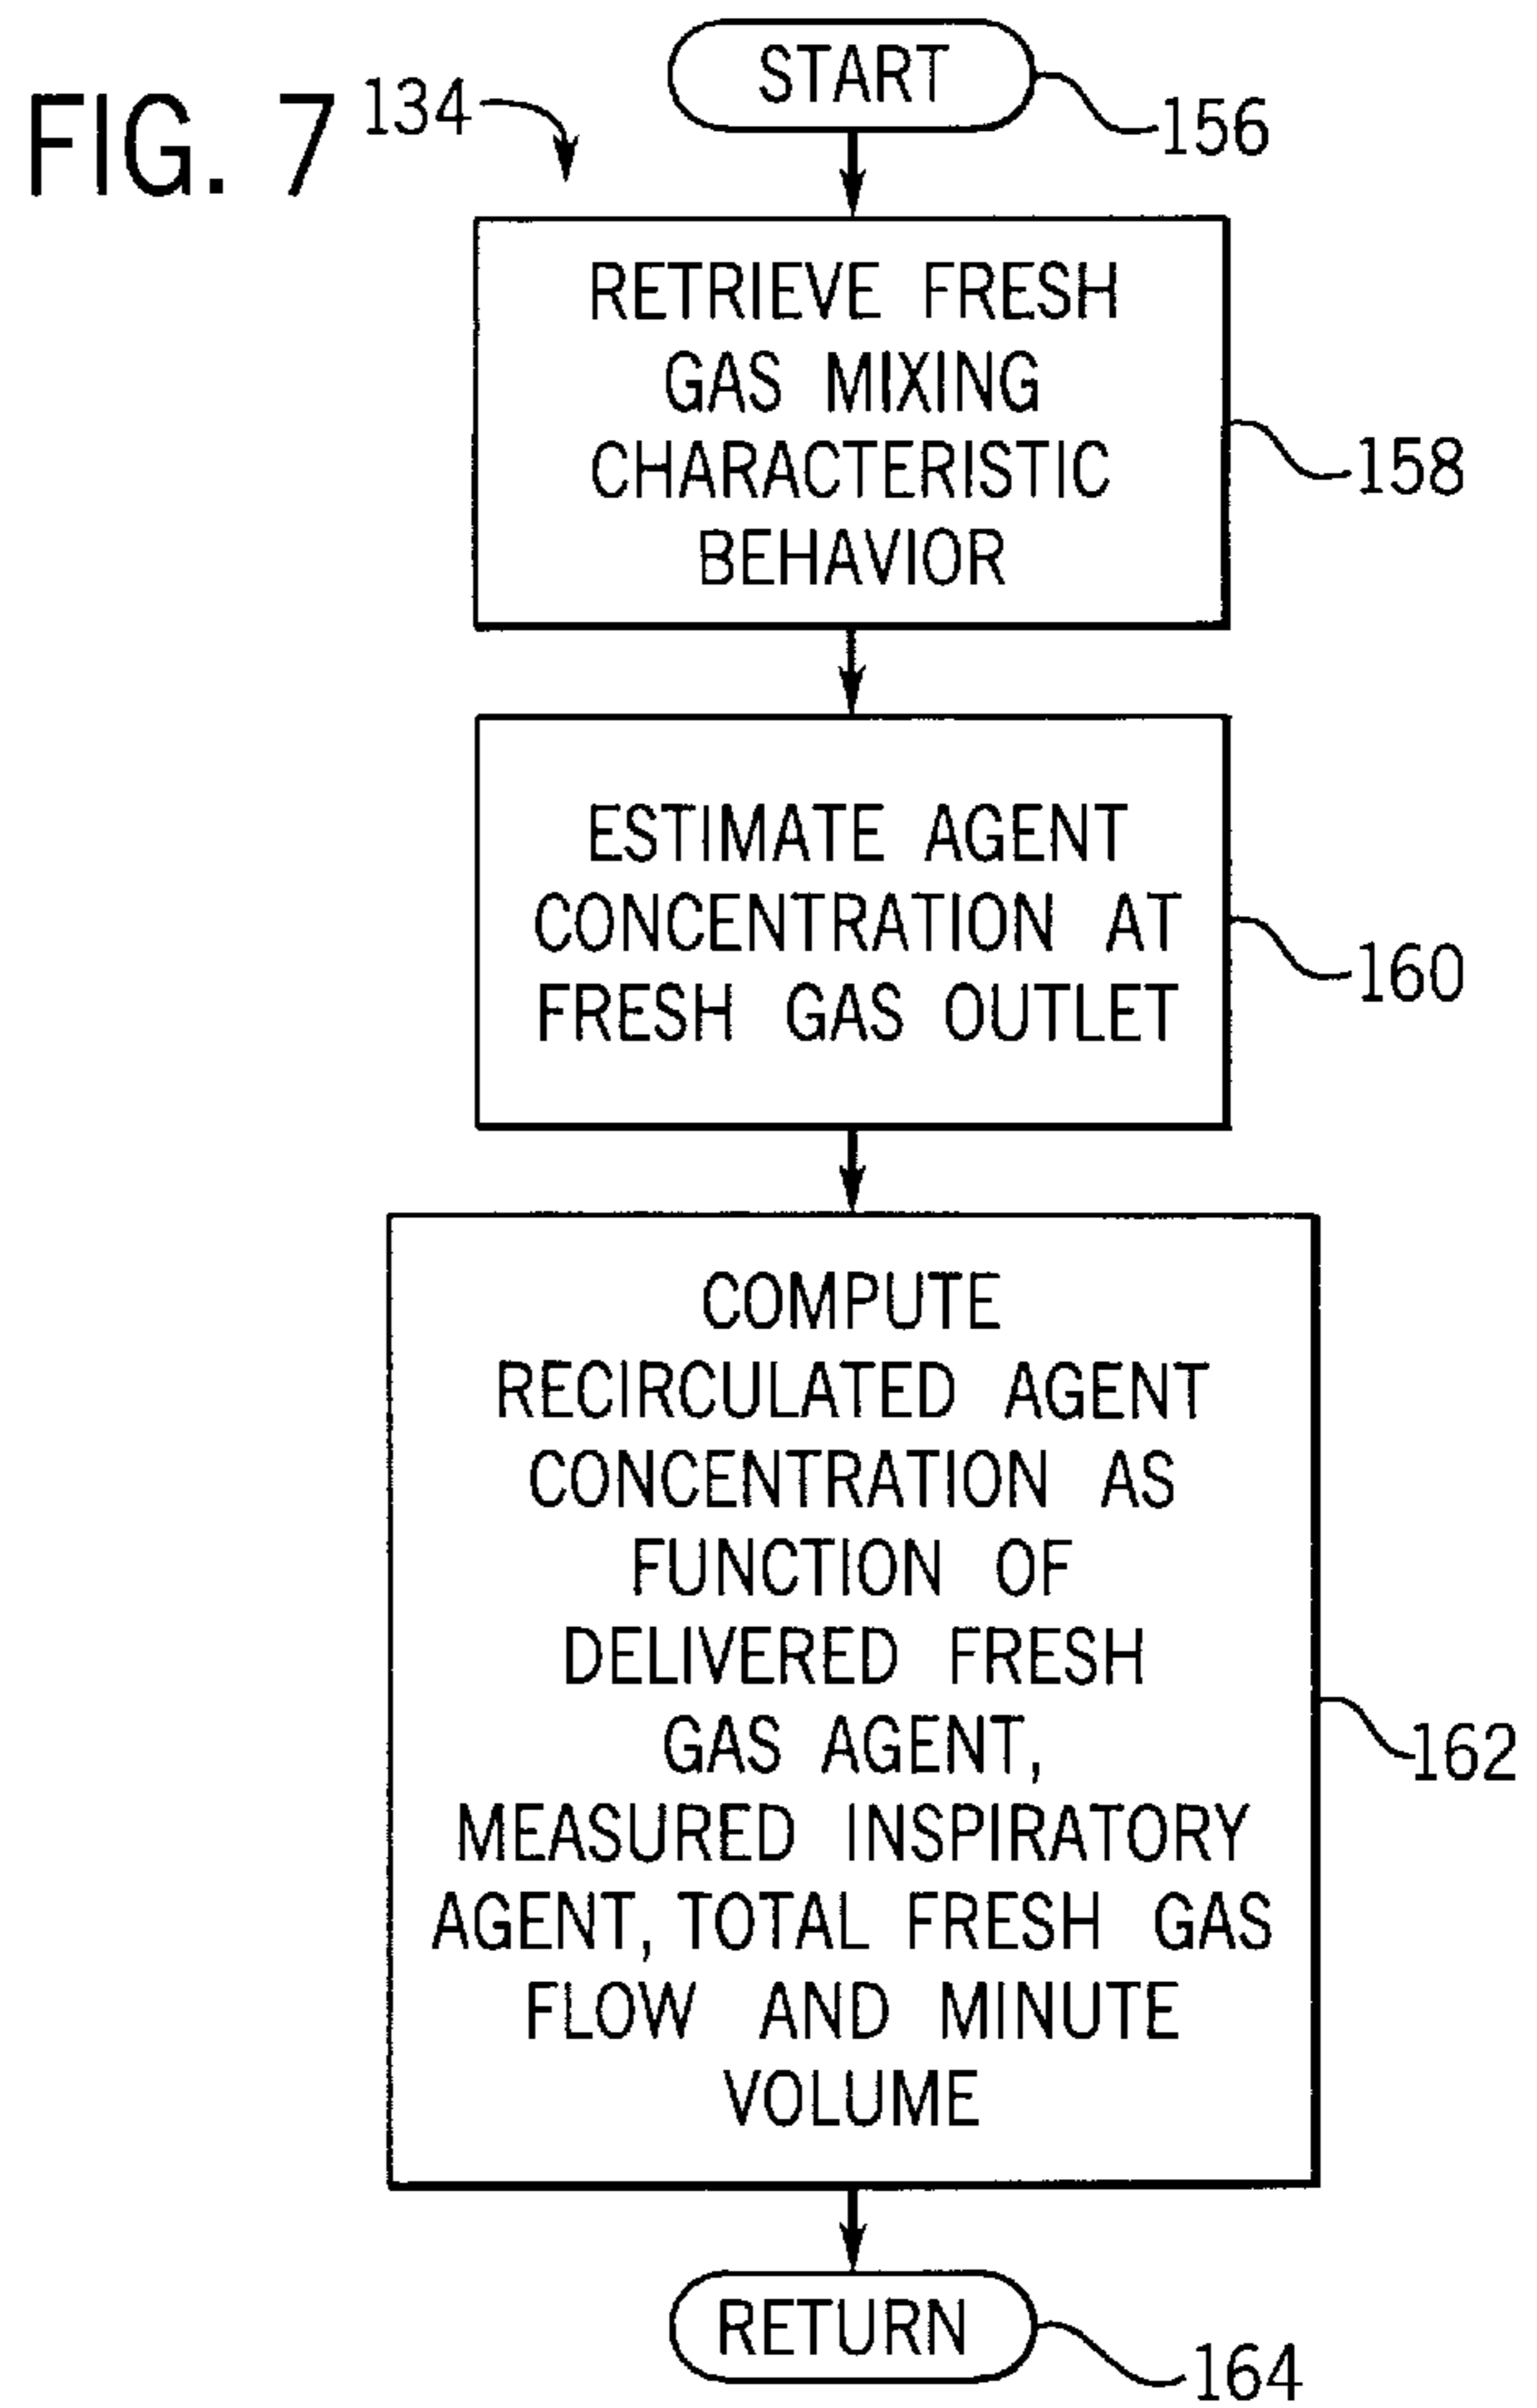 FIG. 7
134
START
156
RETRIEVE FRESH
GAS MIXING
CHARACTERISTIC
BEHAVIOR
158
ESTIMATE AGENT
CONCENTRATION AT
FRESH GAS OUTLET
160
COMPUTE
RECIRCULATED AGENT
CONCENTRATION AS
FUNCTION OF
DELIVERED FRESH
GAS AGENT,
MEASURED INSPIRATORY
AGENT, TOTAL FRESH GAS
FLOW AND MINUTE
VOLUME
162
RETURN
164